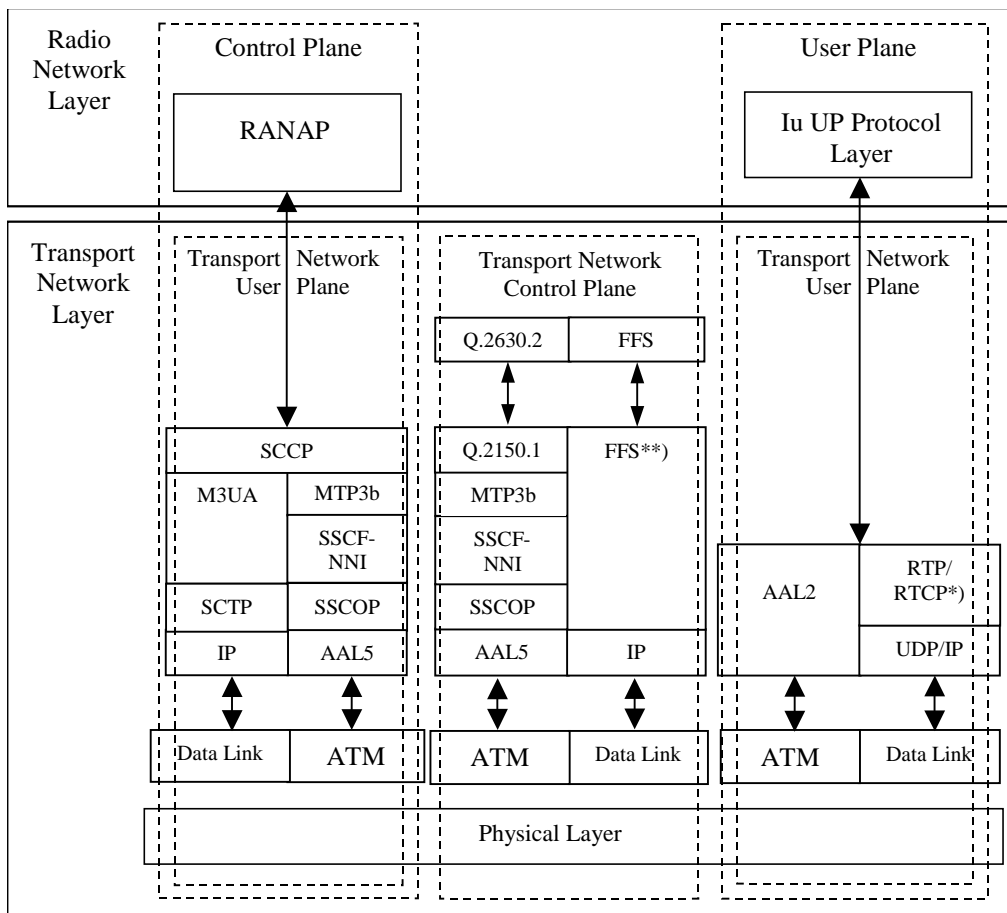 Radio
Network
Layer
Control Plane
User Plane
RANAP
Iu UP Protocol
Layer
Transport
Network
Layer
Transport Network
User Plane
Transport Network
Control Plane
Transport Network
User Plane
Q.2630.2
FFS
SCCP
M3UA
MTP3b
SSCF-
NNI
SCTP
SSCOP
IP
AAL5
Q.2150.1
FFS**)
MTP3b
SSCF-
NNI
SSCOP
AAL5
IP
AAL2
RTP/
RTCP*)
UDP/IP
Data Link
ATM
ATM
Data Link
ATM
Data Link
Physical Layer